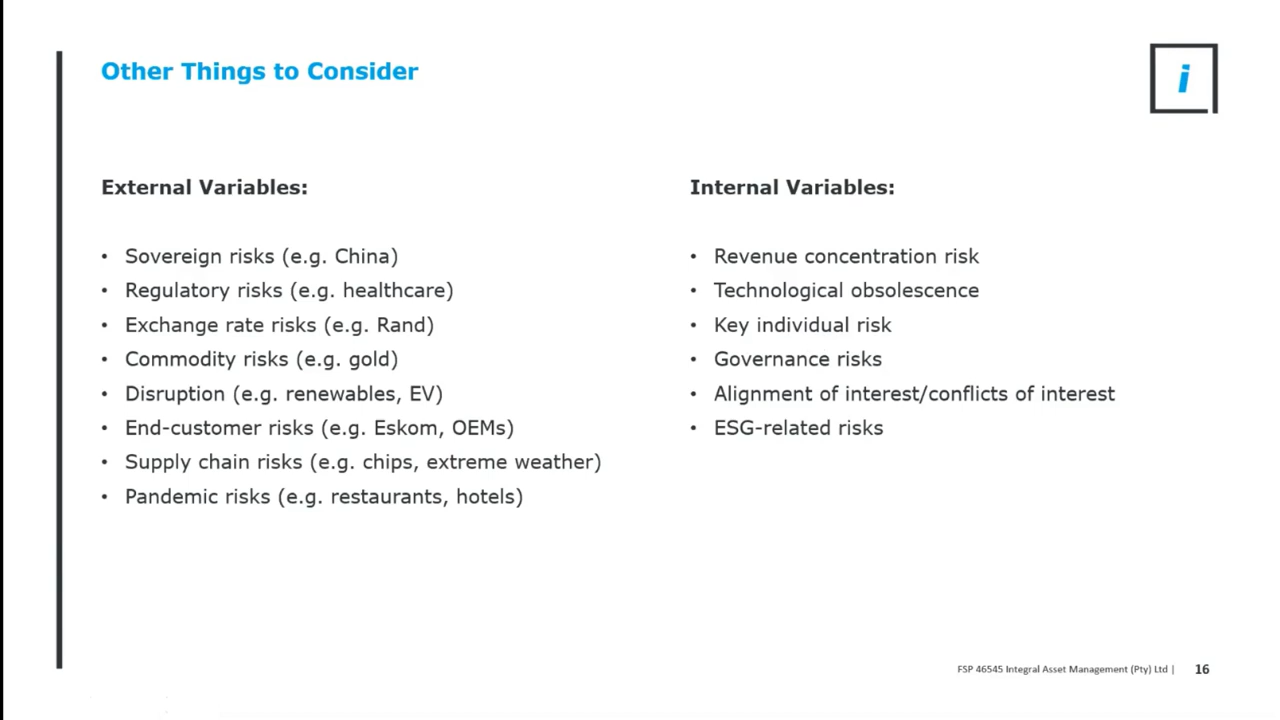 Other Things to Consider
i
External Variables:
• Sovereign risks (e.g. China)
• Regulatory risks (e.g. healthcare)
• Exchange rate risks (e.g. Rand)
• Commodity risks (e.g. gold)
• Disruption (e.g. renewables, EV)
• End-customer risks (e.g. Eskom, OEMs)
• Supply chain risks (e.g. chips, extreme weather)
• Pandemic risks (e.g. restaurants, hotels)
Internal Variables:
• Revenue concentration risk
• Technological obsolescence
• Key individual risk
• Governance risks
• Alignment of interest/conflicts of interest
• ESG-related risks
FSP 46545 Integral Asset Management (Pty) Ltd | 16